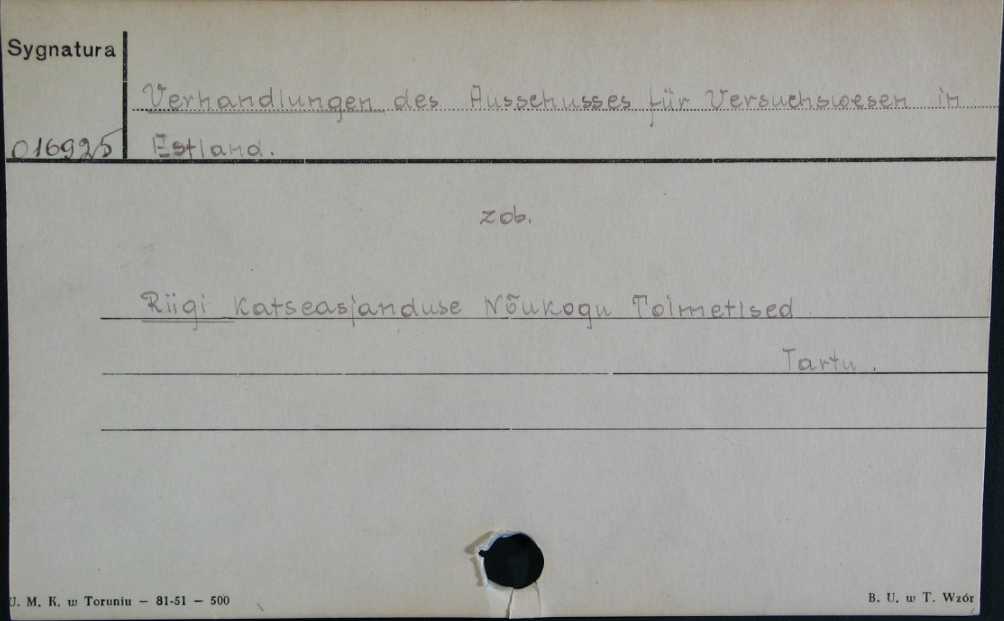 Sygnatura
Verhandlungen des Ausschusses für Versuchswesen in
016925 Estland.
zob.
Riigi Katseasjanduse Nõukogu Toimetised
Tartu.
U. M. K. w Toruniu — 81-51 — 500
B. U. w T. Wzór